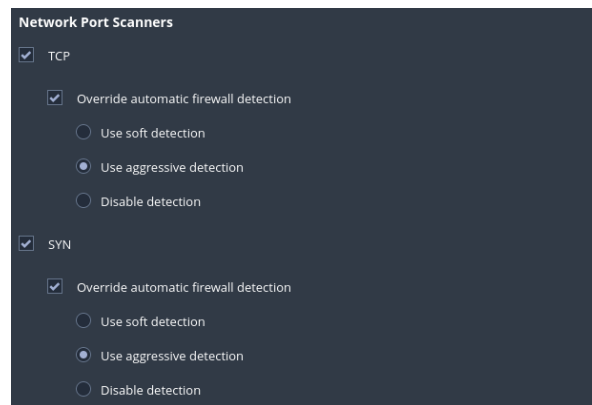 Network Port Scanners
TCP
Override automatic firewall detection
Use soft detection
Use aggressive detection
Disable detection
SYN
Override automatic firewall detection
Use soft detection
Use aggressive detection
Disable detection